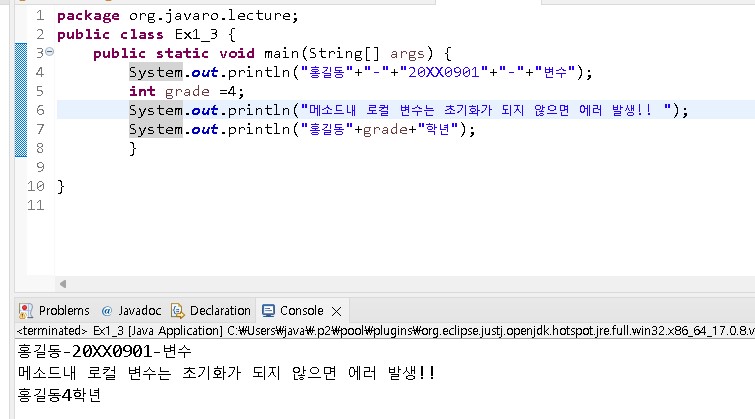 1 package org.javaro.lecture;
2 public class Ex1_3 {
3 public static void main(String[] args) {
4 System.out.println("홍길동"+"-"+"20XX0901"+"-"+"변수");
5 int grade =4;
6 System.out.println("메소드내 로컬 변수는 초기화가 되지 않으면 에러 발생!! ");
7 System.out.println("홍길동"+grade+"학년");
8 }
9
10 }
11
Problems @ Javadoc Declaration Console
<terminated> Ex1_3 [Java Application] C:₩Users₩java₩.p2₩pool₩plugins₩org.eclipse.justj.openjdk.hotspot.jre.full.win32.x86_64_17.0.8.v
홍길동-20XX0901-변수
메소드내 로컬 변수는 초기화가 되지 않으면 에러 발생!!
홍길동4학년